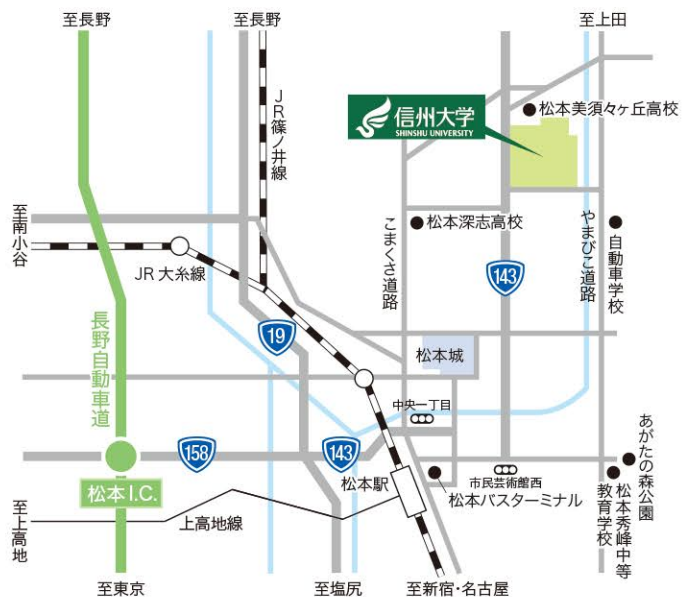 至長野
至長野
至上田
JR篠ノ井線
信州大学
SHINSHU UNIVERSITY
松本美須々ヶ丘高校
至南小谷
JR大糸線
こまくさ道路
松本深志高校
やまびこ道路
自動車学校
143
長野自動車道
19
松本城
中央一丁目
158
143
松本駅
松本バスターミナル
市民芸術館西
あがたの森公園
松本秀峰中等
教育学校
松本I.C.
上高地線
至上高地
至東京
至塩尻
至新宿・名古屋